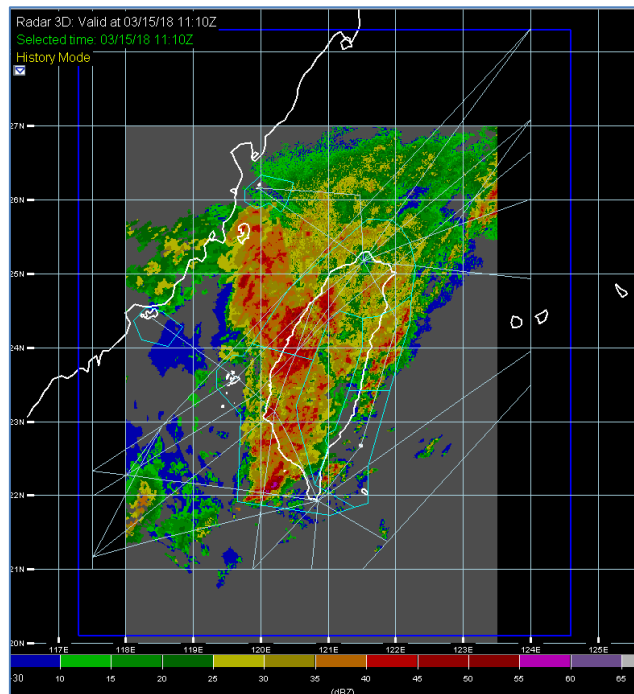 Radar 3D: Valid at 03/15/18 11:10Z
Selected time: 03/15/18 11:10Z
History Mode
27N
26N
25N
24N
23N
22N
21N
20N
117E 118E 119E 120E 121E 122E 123E 124E 125E
-30 10 15 20 25 30 35 40 45 50 55 60 65
(dBZ)